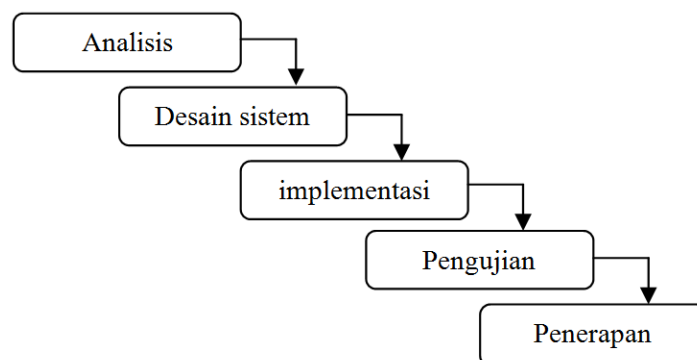 Analisis
Desain sistem
implementasi
Pengujian
Penerapan